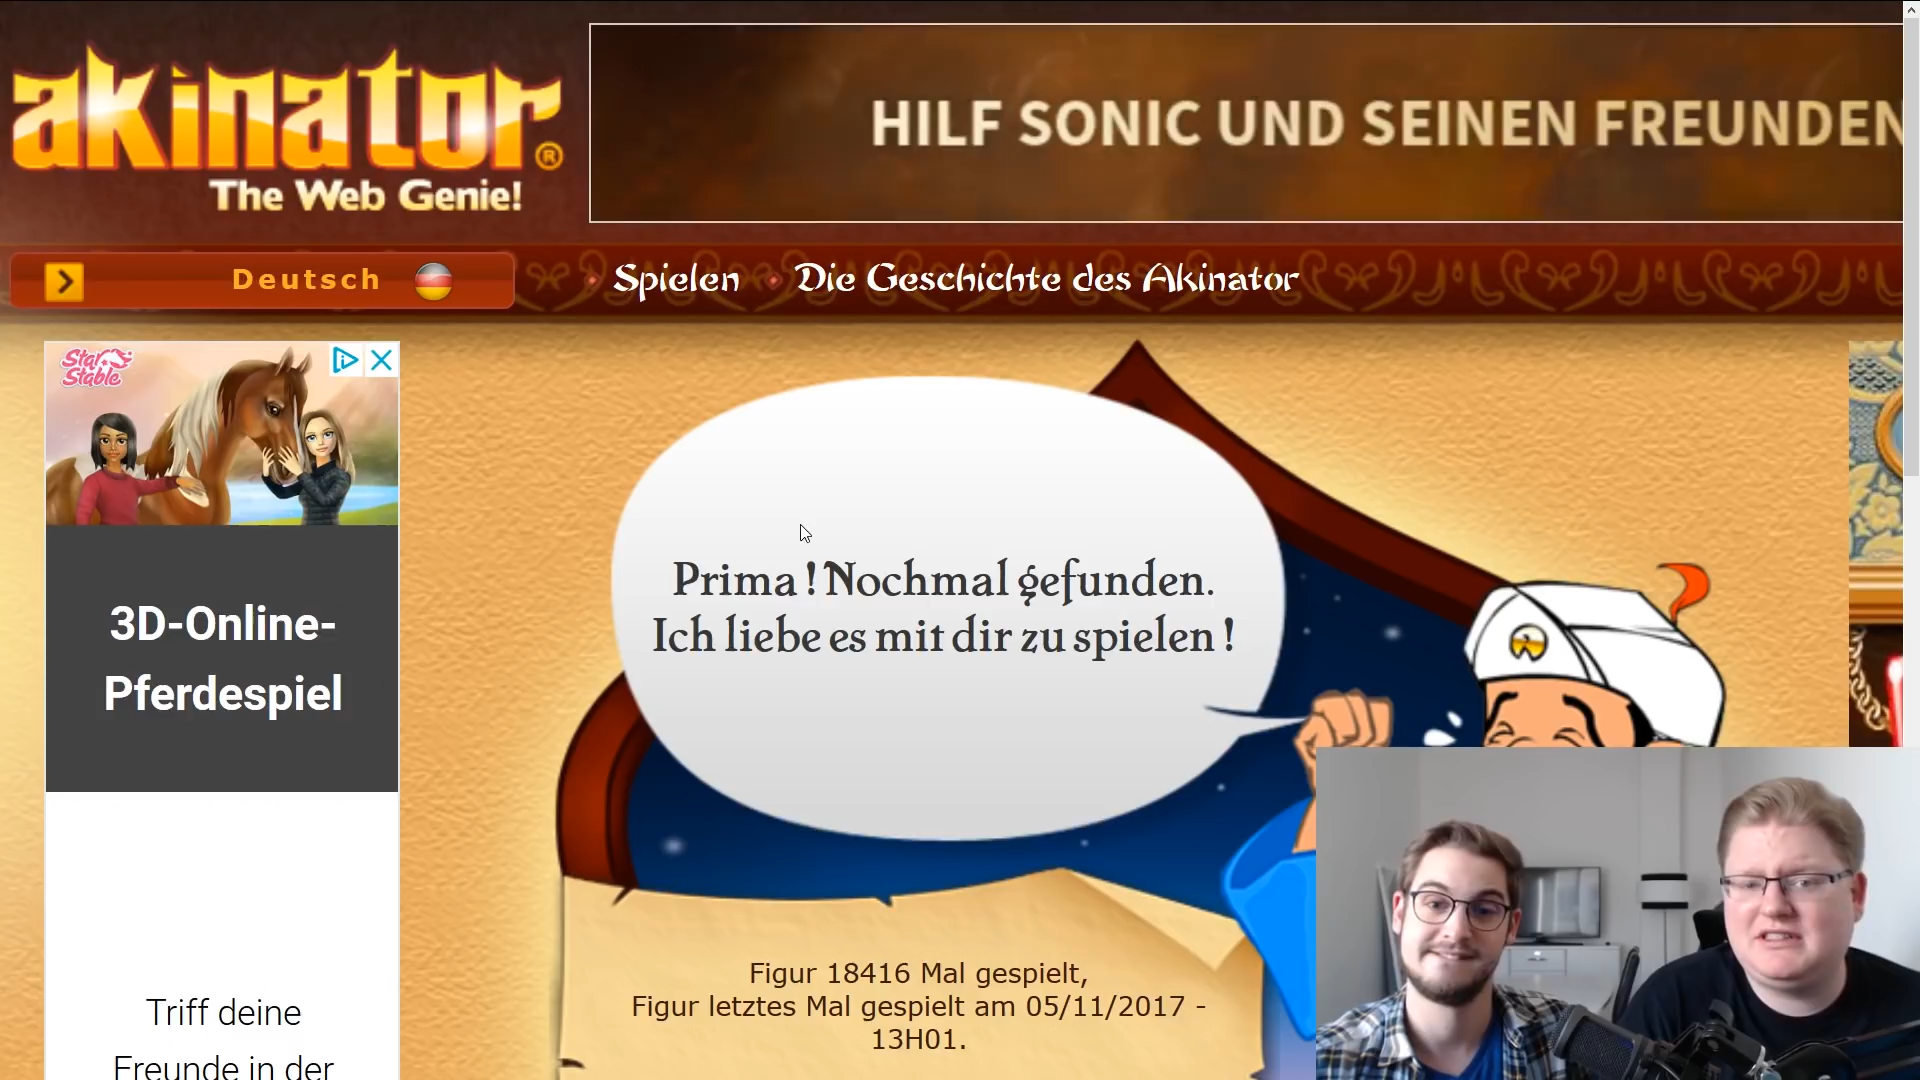 akinator®
The Web Genie!
HILF SONIC UND SEINEN FREUNDEN
Deutsch
Spielen
Die Geschichte des Akinator
Star Stable
3D-Online-
Pferdespiel
Triff deine
Freunde in der
Prima ! Nochmal gefunden.
Ich liebe es mit dir zu spielen !
Figur 18416 Mal gespielt,
Figur letztes Mal gespielt am 05/11/2017 -
13H01.